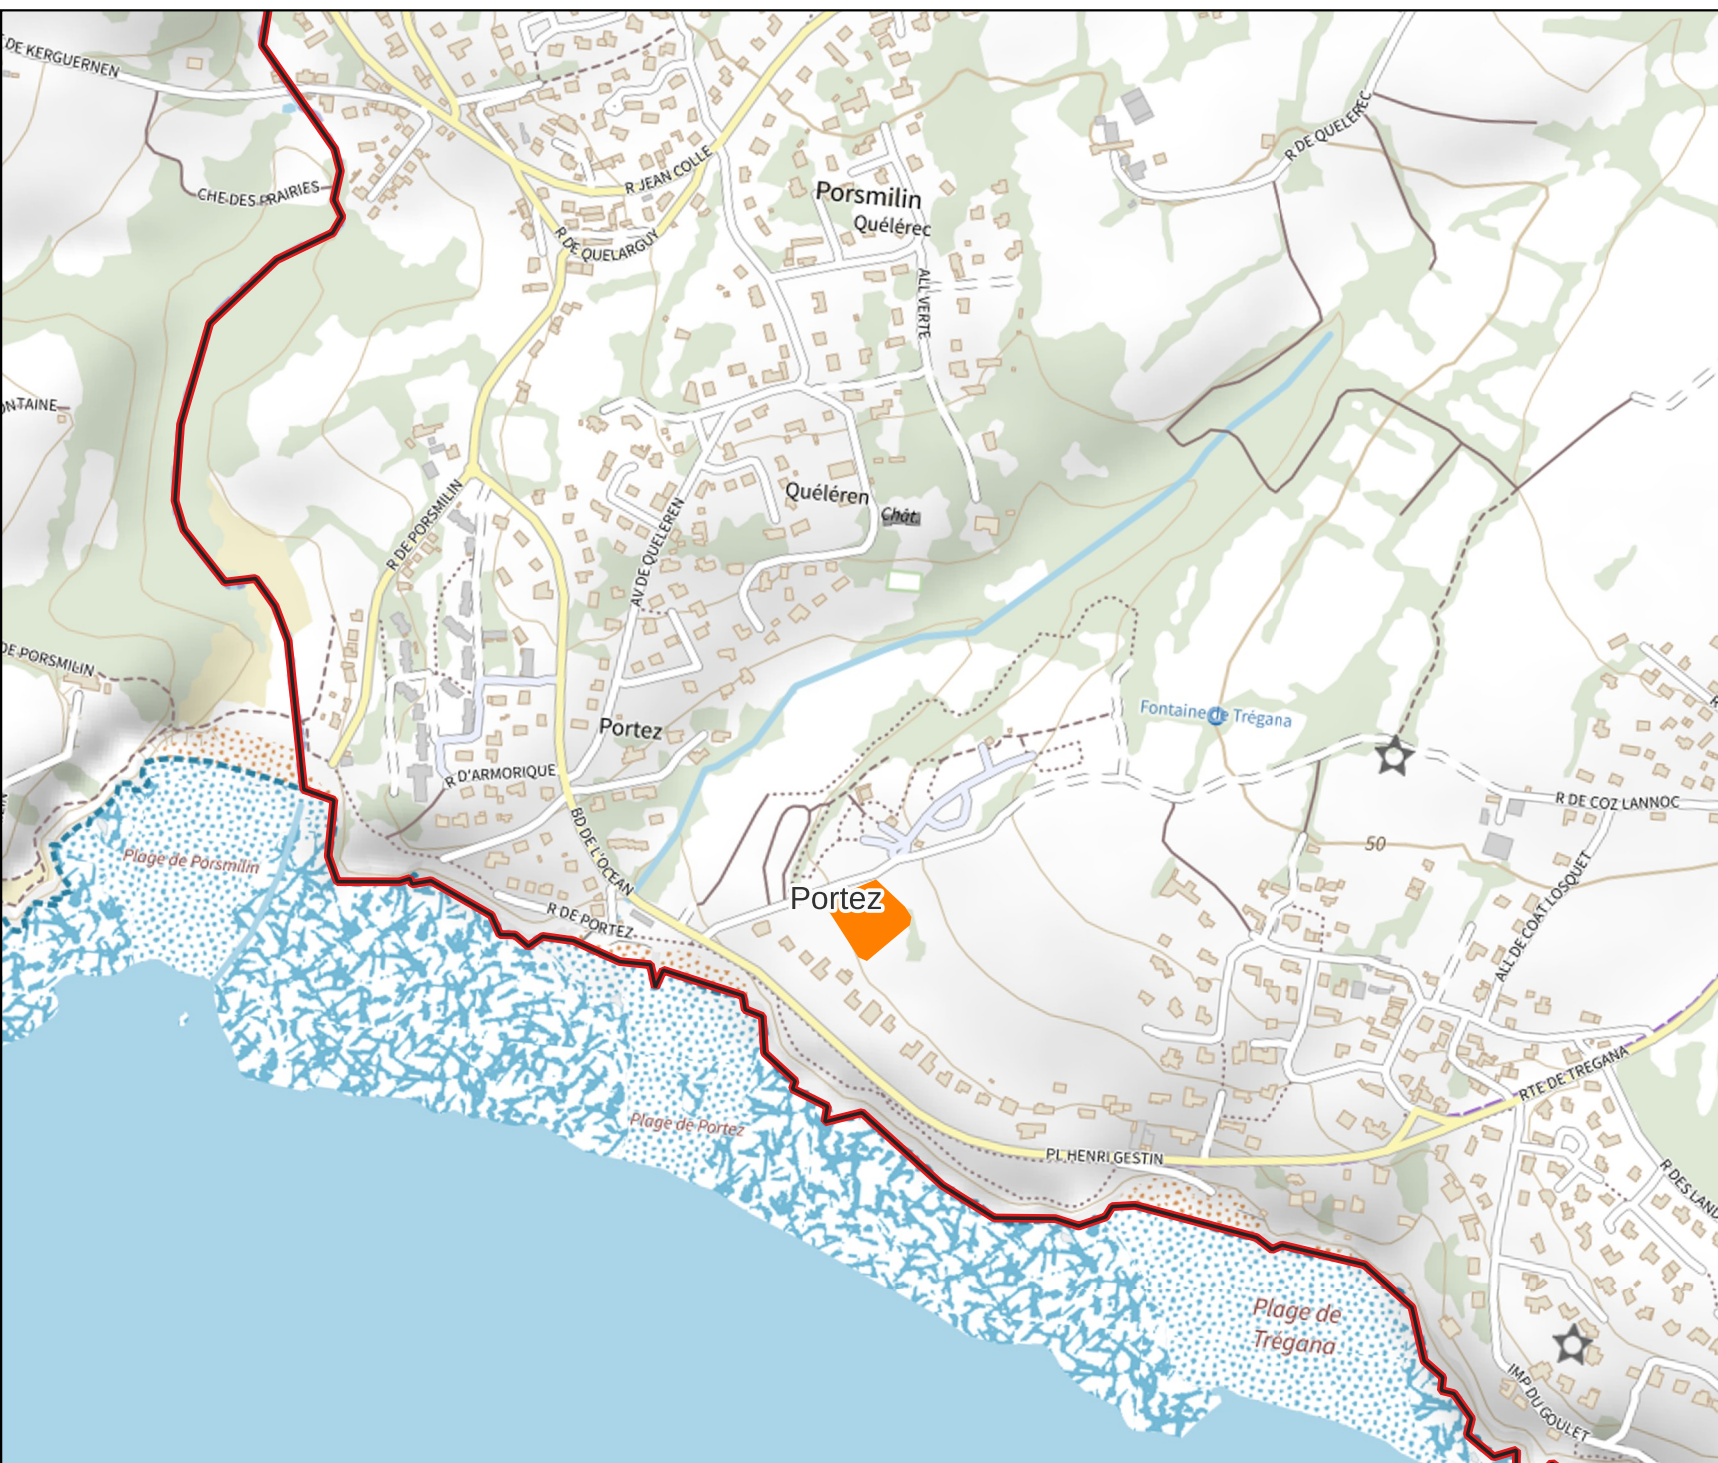 DE KERGUERNEN
CHE DES PRAIRIES
R JEAN COLLE
R DE QUELARGUY
Porsmilin
Quélérec
ALL VERTE
R DE QUELEREC
ONTAINE
R DE PORSMILIN
AV DE QUELEREN
Quéléren
Chât.
DE PORSMILIN
Portez
R D'ARMORIQUE
Fontaine de Trégana
BD DE L'OCEAN
R DE COZ LANNOC
50
Plage de Porsmilin
Portez
R DE PORTEZ
ALL DE COAT LOSQUET
RTE DE TREGANA
Plage de Portez
PL HENRI GESTIN
R DES LAND
Plage de
Trégana
IMP DU GOULET